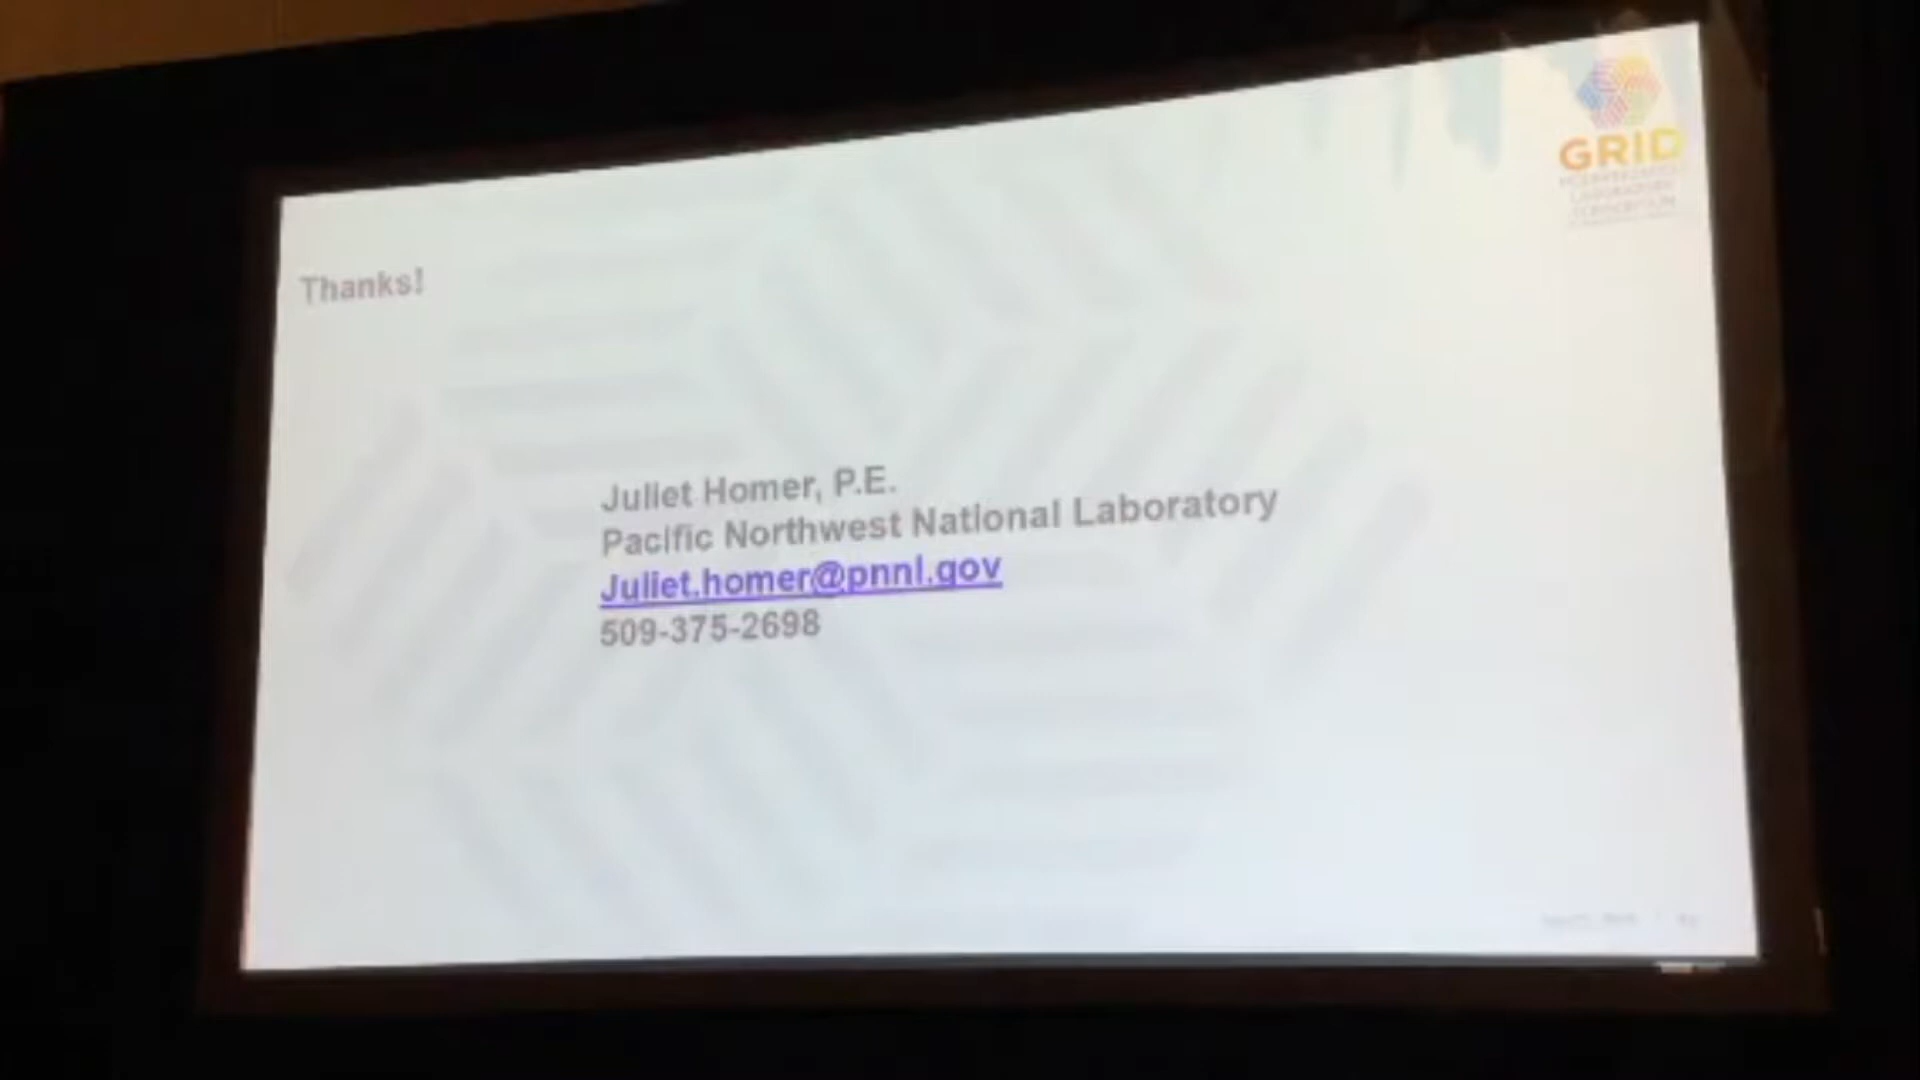 GRID
Thanks!
Juliet Homer, P.E.
Pacific Northwest National Laboratory
Juliet.homer@pnnl.gov
509-375-2698